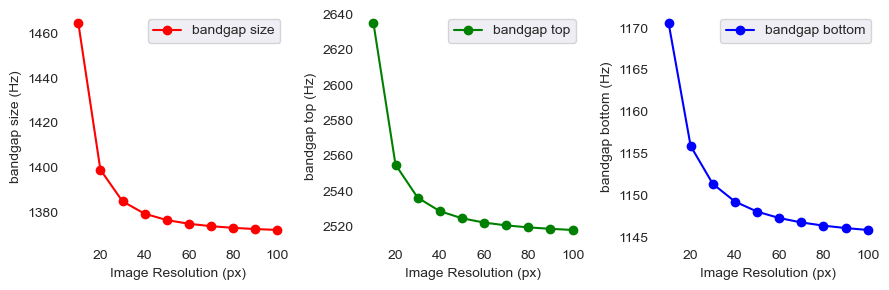 bandgap size
1460
1440
1420
1400
1380
bandgap size (Hz)
20 40 60 80 100
Image Resolution (px)
bandgap top
2640
2620
2600
2580
2560
2540
2520
bandgap top (Hz)
20 40 60 80 100
Image Resolution (px)
bandgap bottom
1170
1165
1160
1155
1150
1145
bandgap bottom (Hz)
20 40 60 80 100
Image Resolution (px)